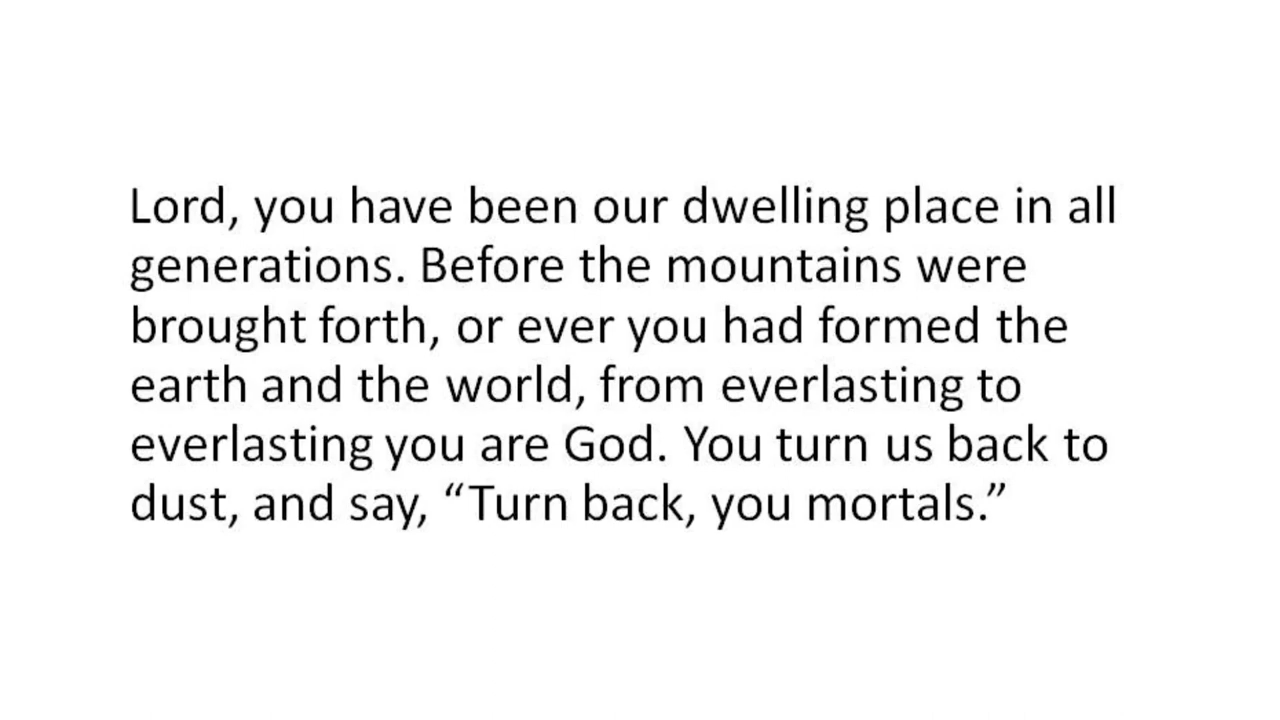 Lord, you have been our dwelling place in all
generations. Before the mountains were
brought forth, or ever you had formed the
earth and the world, from everlasting to
everlasting you are God. You turn us back to
dust, and say, “Turn back, you mortals.”